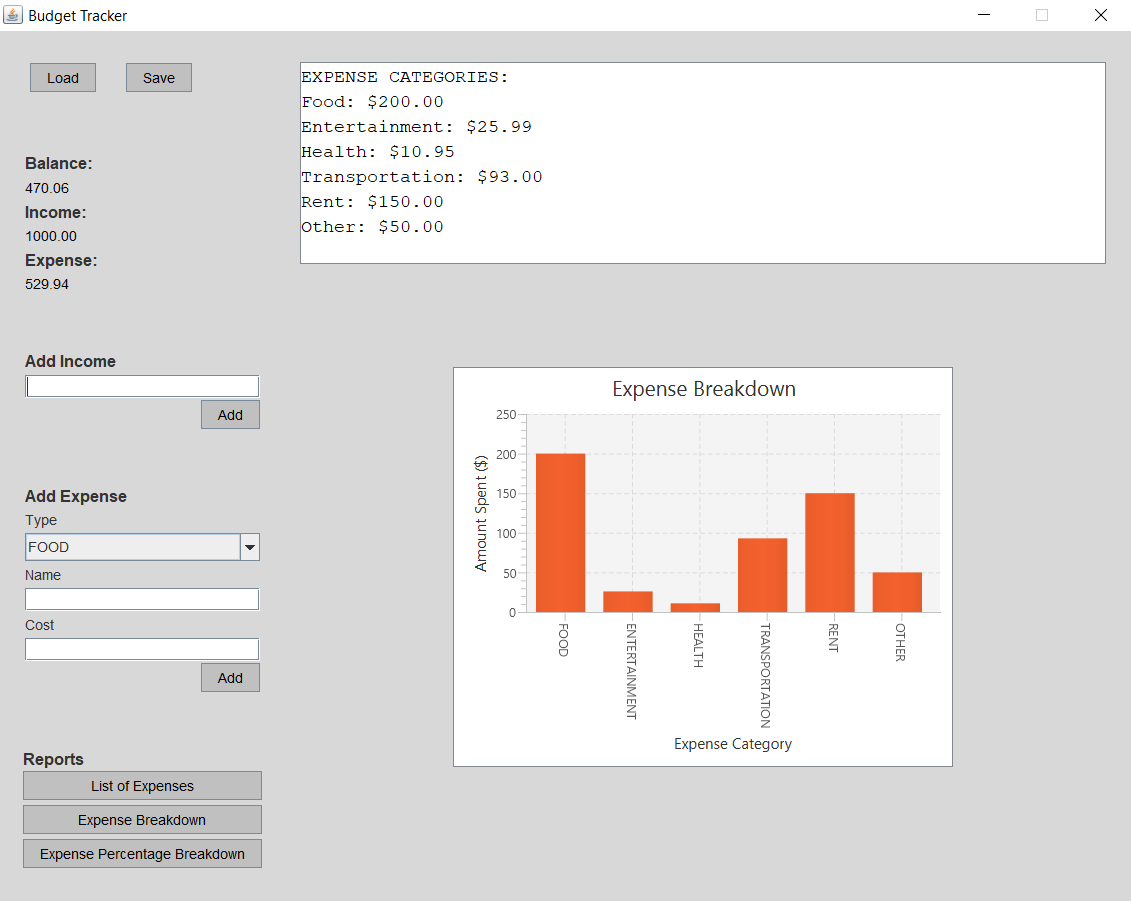 Budget Tracker
Load Save
Balance:
470.06
Income:
1000.00
Expense:
529.94
Add Income
Add
Add Expense
Type
FOOD
Name
Cost
Add
Reports
List of Expenses
Expense Breakdown
Expense Percentage Breakdown
EXPENSE CATEGORIES:
Food: $200.00
Entertainment: $25.99
Health: $10.95
Transportation: $93.00
Rent: $150.00
Other: $50.00
Expense Breakdown
Amount Spent ($)
250
200
150
100
50
0
FOOD
ENTERTAINMENT
HEALTH
TRANSPORTATION
RENT
OTHER
Expense Category